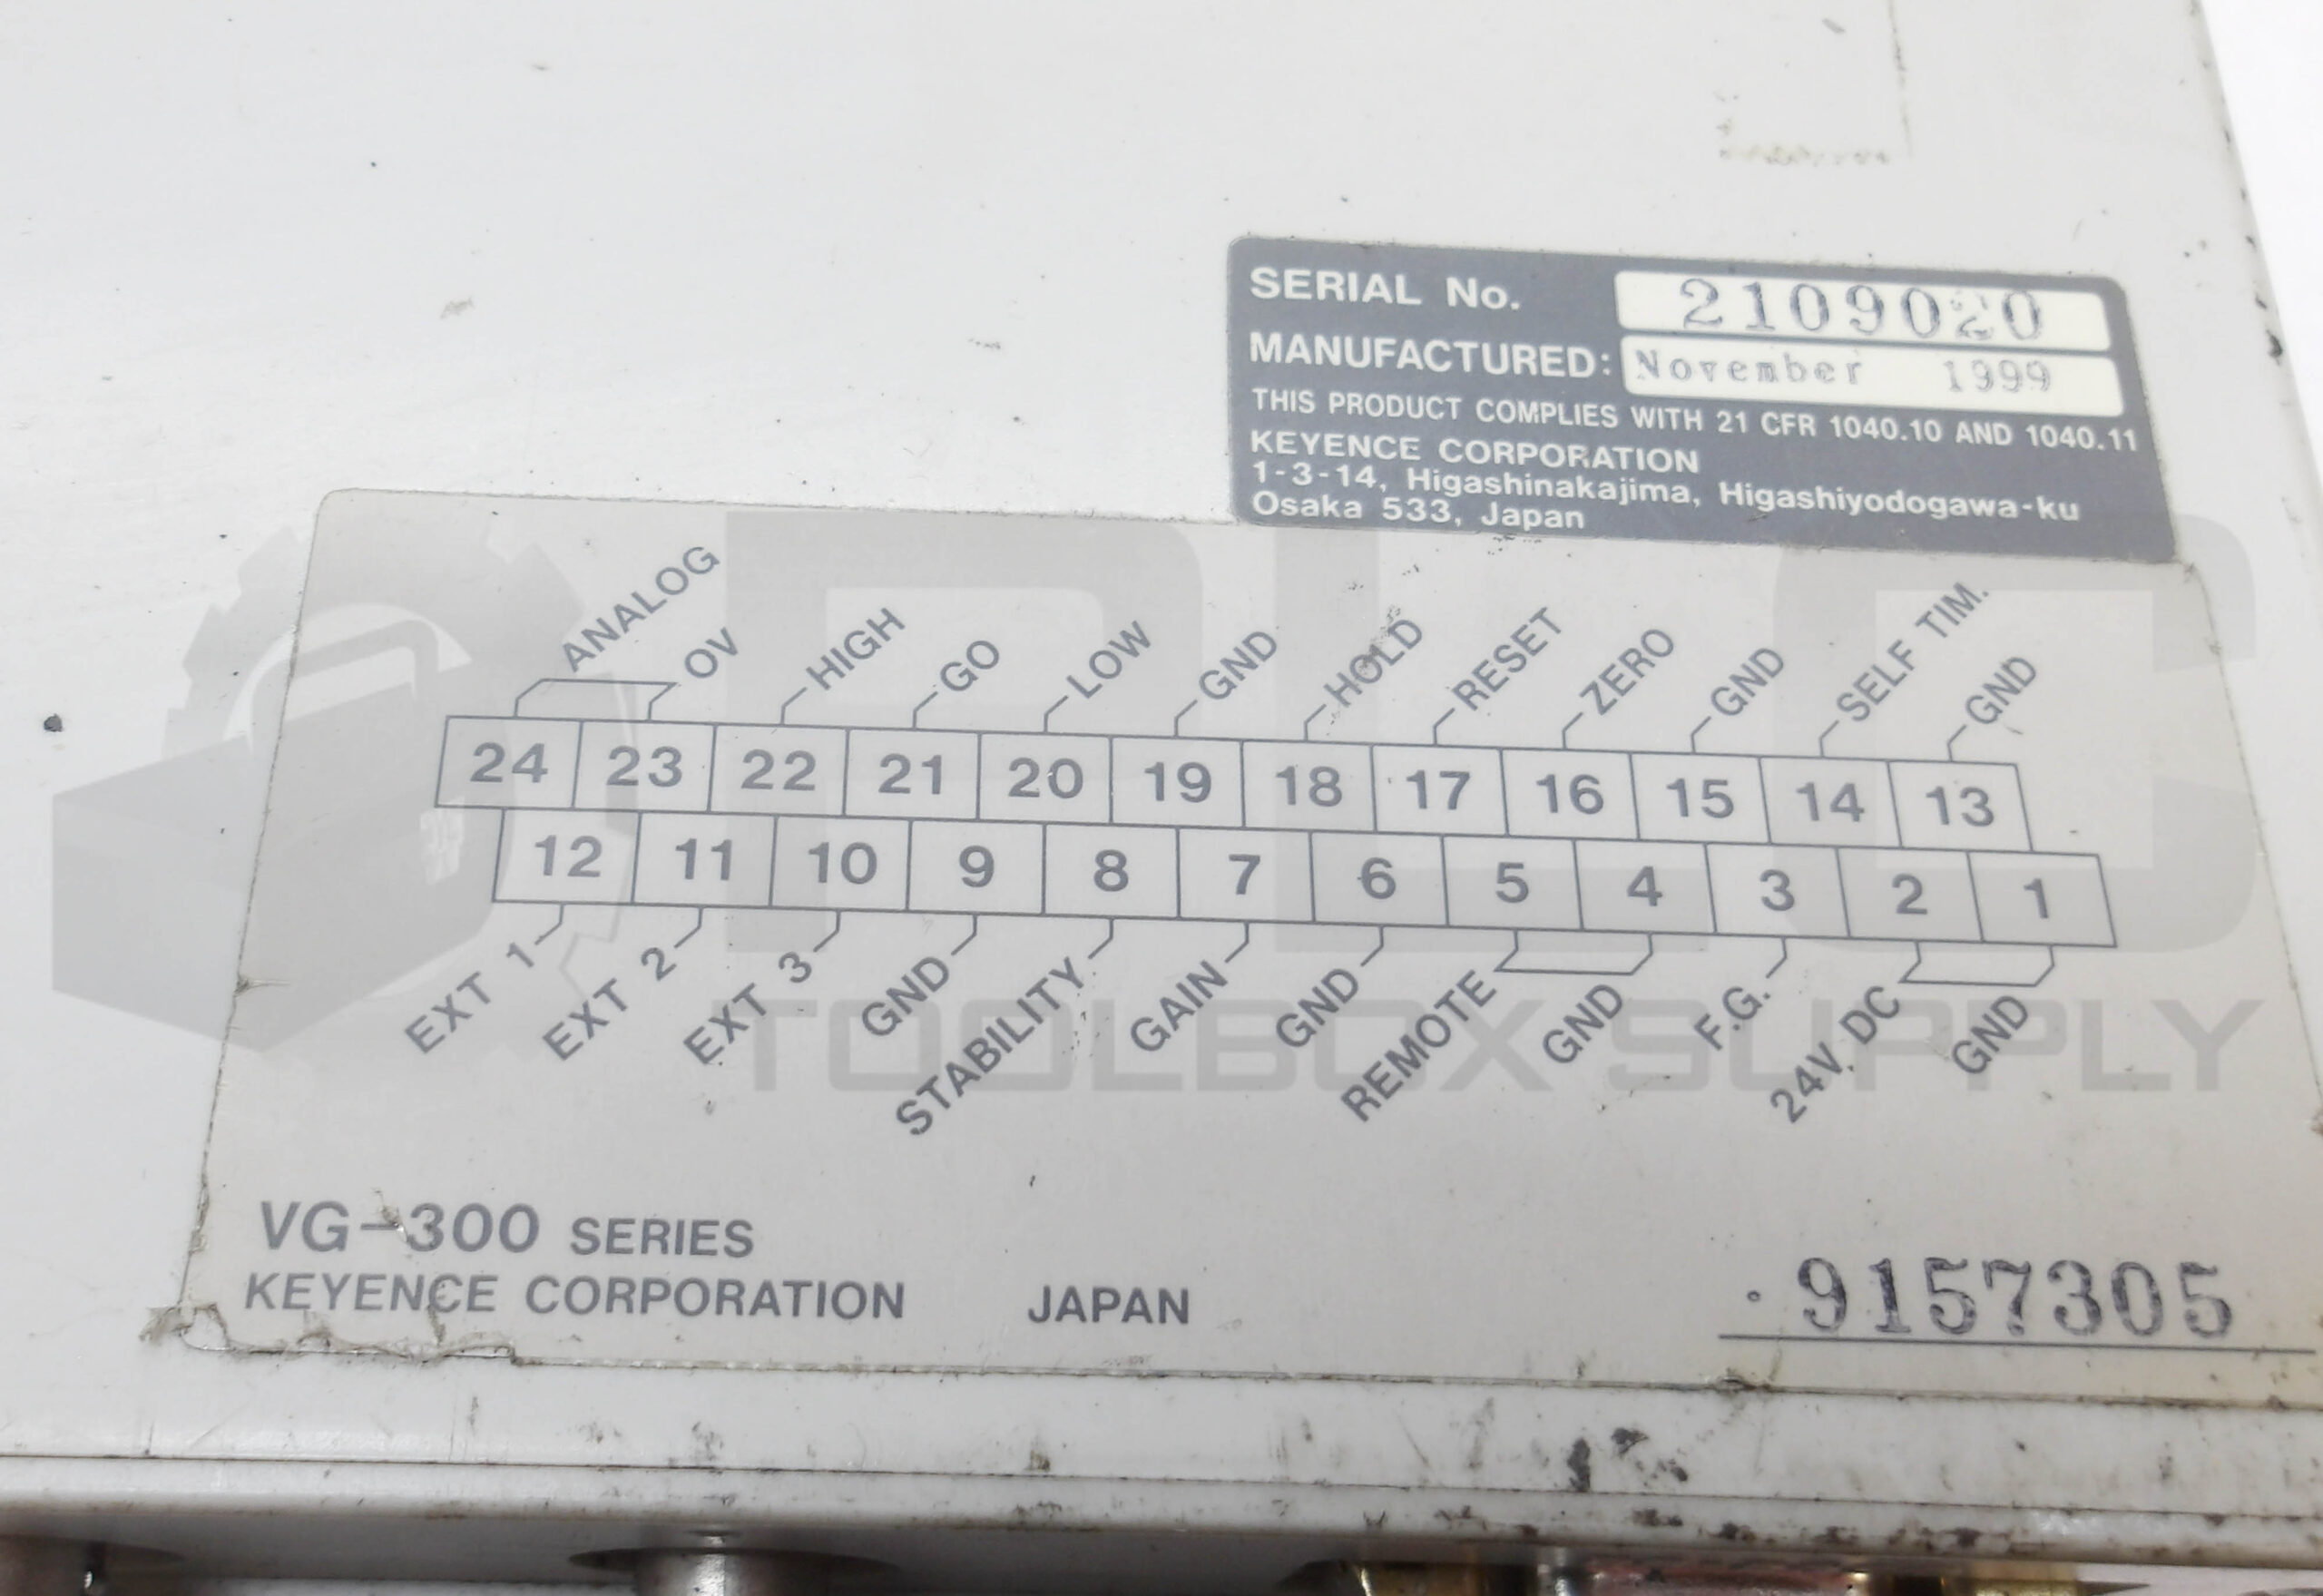 SERIAL No. 2109020
MANUFACTURED: November 1999
THIS PRODUCT COMPLIES WITH 21 CFR 1040.10 AND 1040.11
KEYENCE CORPORATION
1-3-14, Higashinakajima, Higashiyodogawa-ku
Osaka 533, Japan
ANALOG 0V HIGH GO LOW GND HOLD RESET ZERO GND SELF TIM. GND
24 23 22 21 20 19 18 17 16 15 14 13
12 11 10 9 8 7 6 5 4 3 2 1
EXT 1 EXT 2 EXT 3 GND STABILITY GAIN GND REMOTE GND F.G. 24V DC GND
PLC
TOOLBOX SUPPLY
VG-300 SERIES
KEYENCE CORPORATION JAPAN
9157305